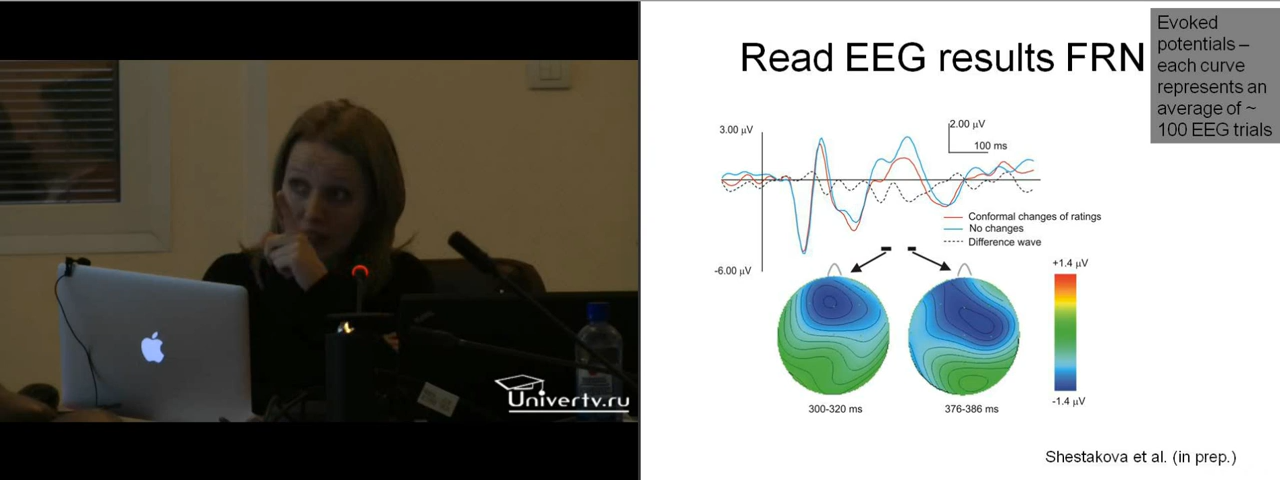 Univertv.ru
Read EEG results FRN
Evoked
potentials –
each curve
represents an
average of ~
100 EEG trials
3.00 µV
2.00 µV
100 ms
Conformal changes of ratings
No changes
Difference wave
-6.00 µV
+1.4 µV
-1.4 µV
300-320 ms
376-386 ms
Shestakova et al. (in prep.)